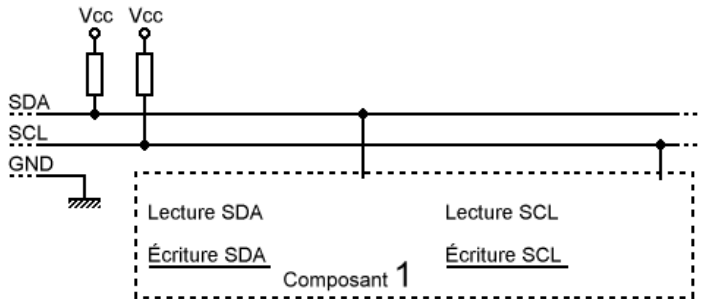 Vcc Vcc
SDA
SCL
GND
Lecture SDA Lecture SCL
Écriture SDA Écriture SCL
Composant 1